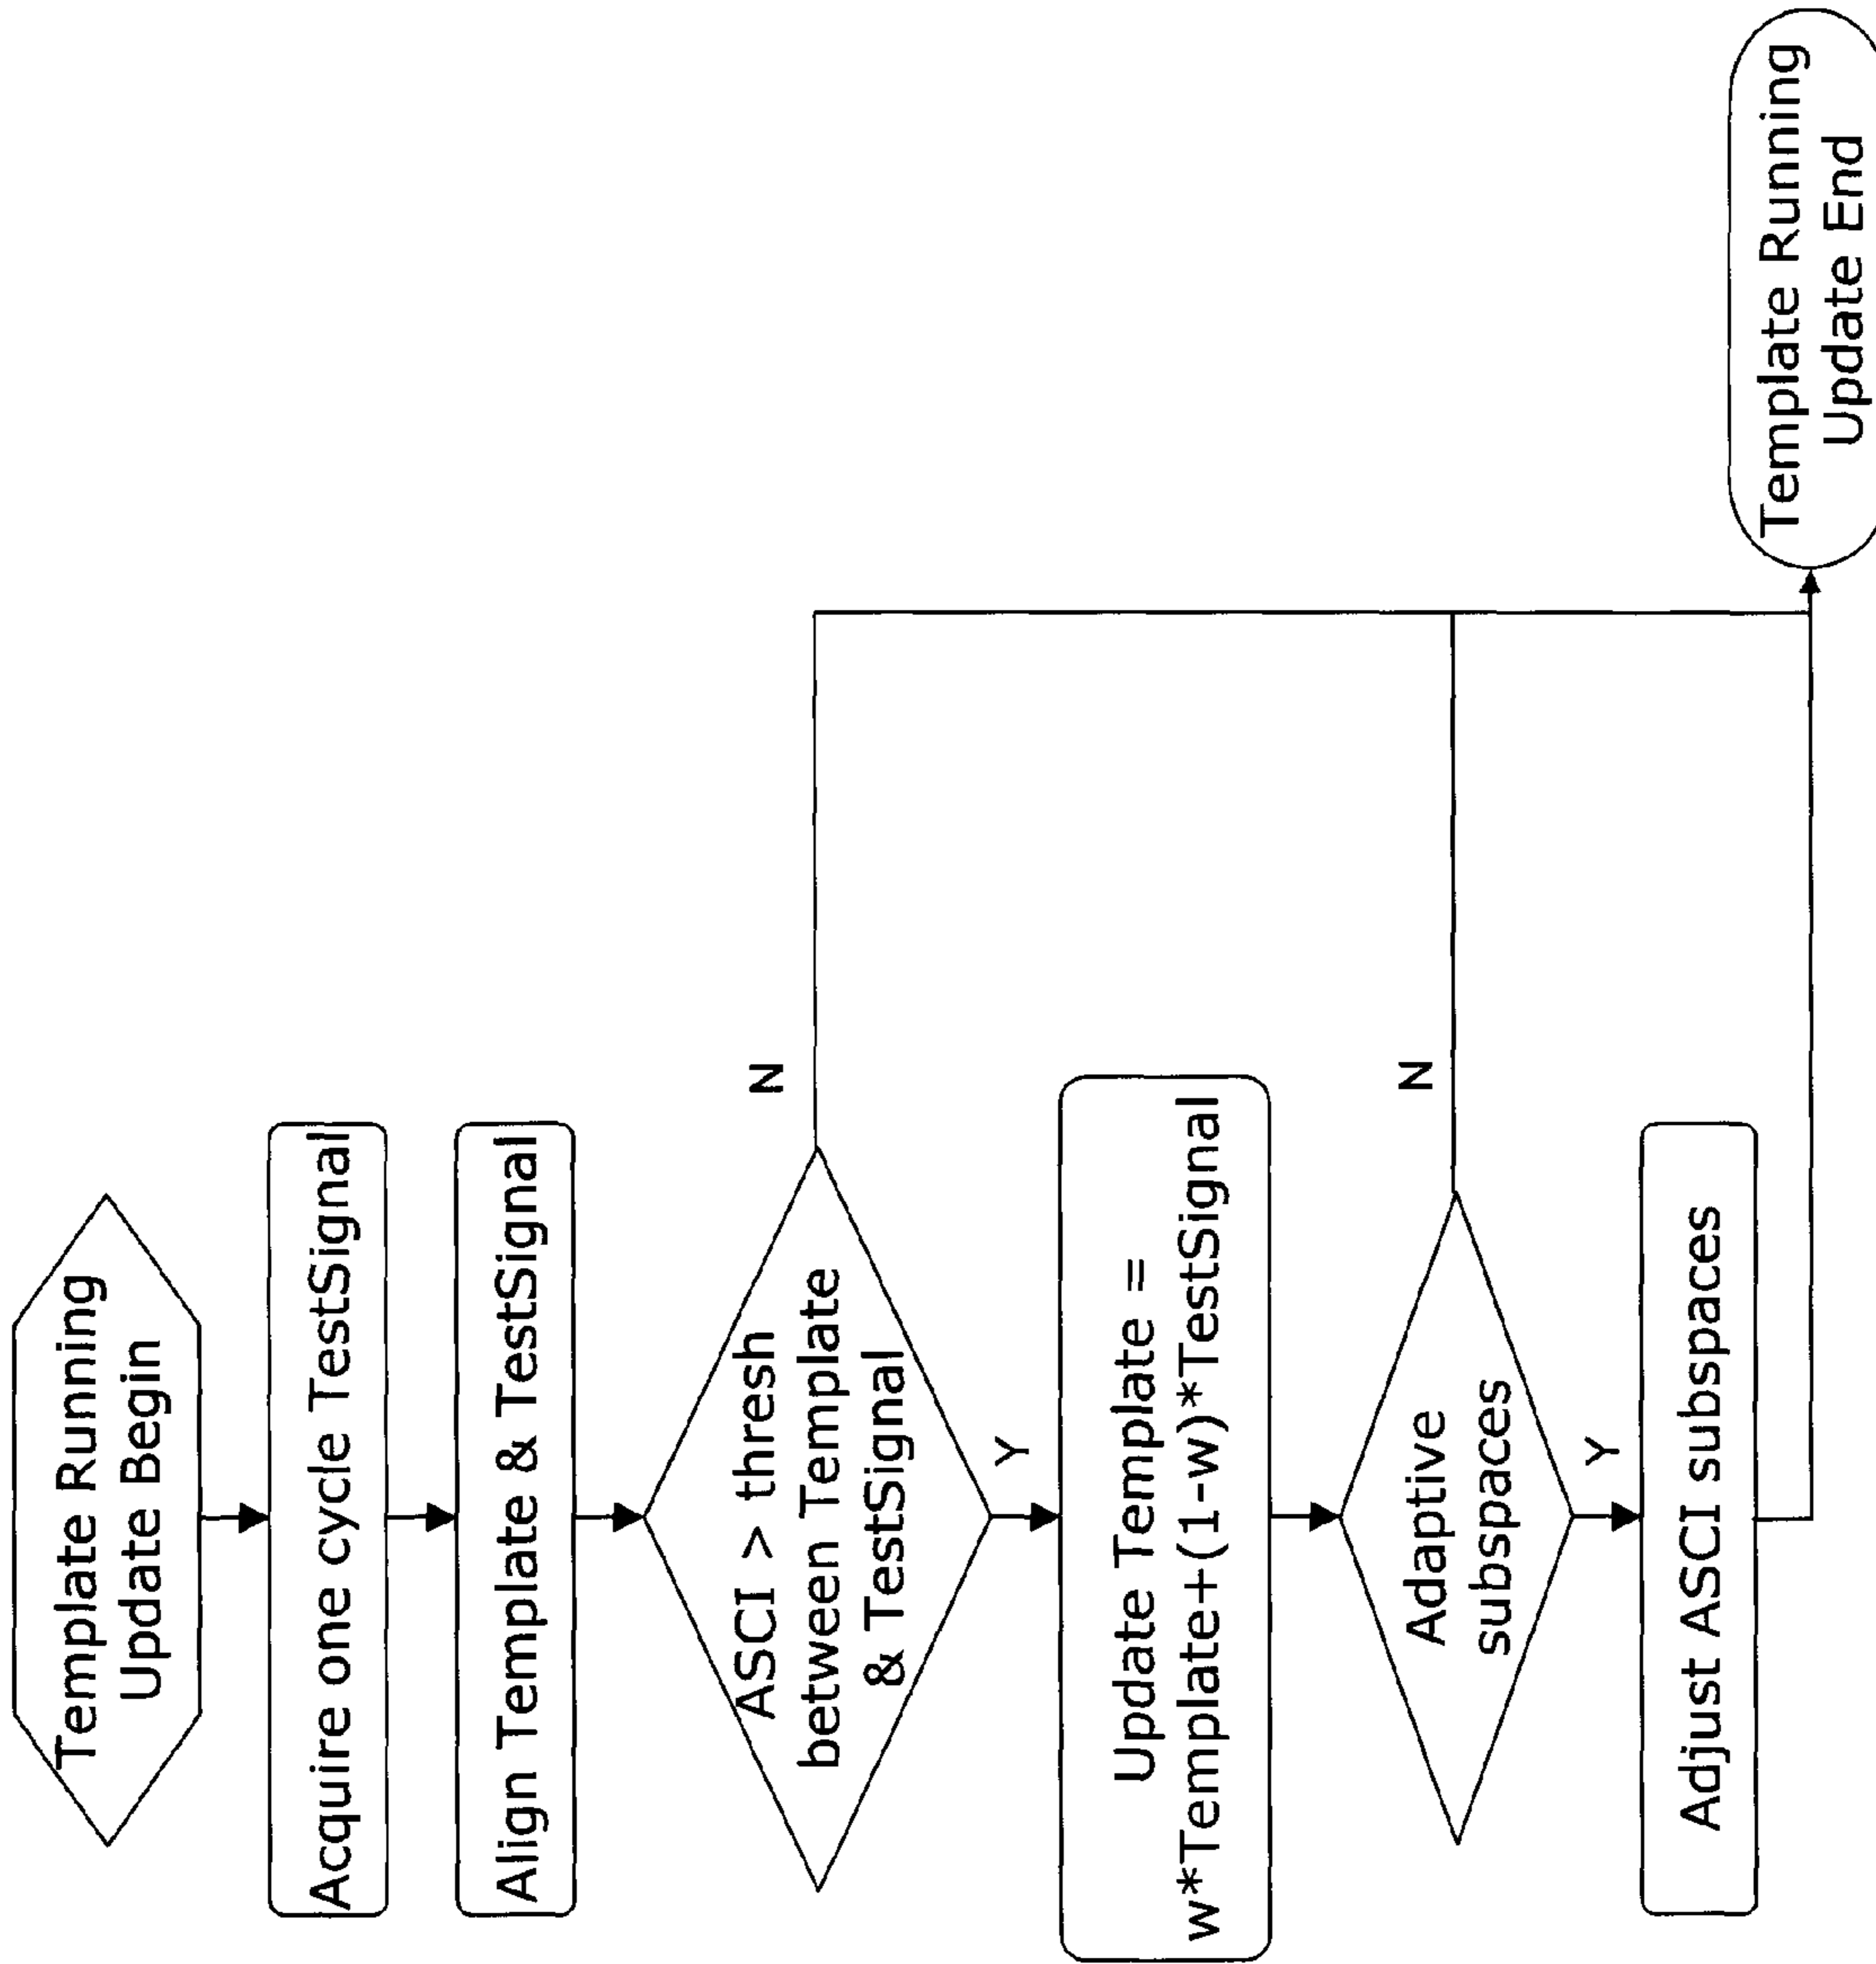 Template Running
Update Begin
Acquire one cycle TestSignal
Align Template & TestSignal
ASCI > thresh
between Template
& TestSignal
N
Y
Update Template =
w*Template+(1-w)*TestSignal
Adaptive
subspaces
N
Y
Adjust ASCI subspaces
Template Running
Update End